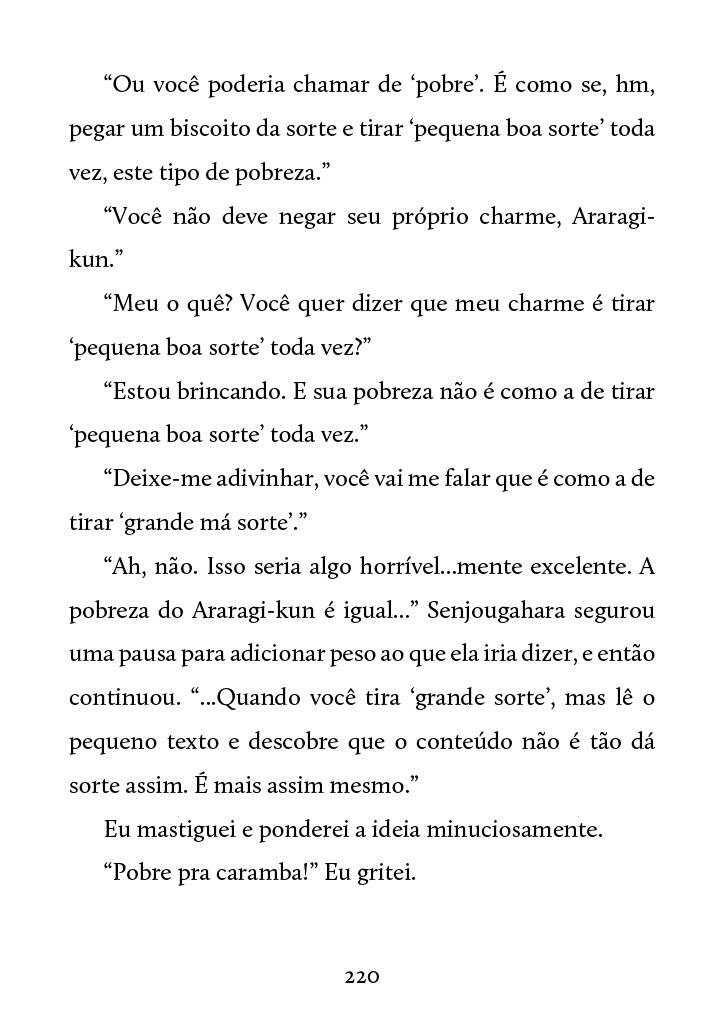 “Ou você poderia chamar de ‘pobre’. É como se, hm,
pegar um biscoito da sorte e tirar ‘pequena boa sorte’ toda
vez, este tipo de pobreza.”
“Você não deve negar seu próprio charme, Araragi-
kun.”
“Meu o quê? Você quer dizer que meu charme é tirar
‘pequena boa sorte’ toda vez?”
“Estou brincando. E sua pobreza não é como a de tirar
‘pequena boa sorte’ toda vez.”
“Deixe-me adivinhar, você vai me falar que é como a de
tirar ‘grande má sorte’.”
“Ah, não. Isso seria algo horrível...mente excelente. A
pobreza do Araragi-kun é igual...” Senjougahara segurou
uma pausa para adicionar peso ao que ela iria dizer, e então
continuou. “...Quando você tira ‘grande sorte’, mas lê o
pequeno texto e descobre que o conteúdo não é tão dá
sorte assim. É mais assim mesmo.”
Eu mastiguei e ponderei a ideia minuciosamente.
“Pobre pra caramba!” Eu gritei.
220